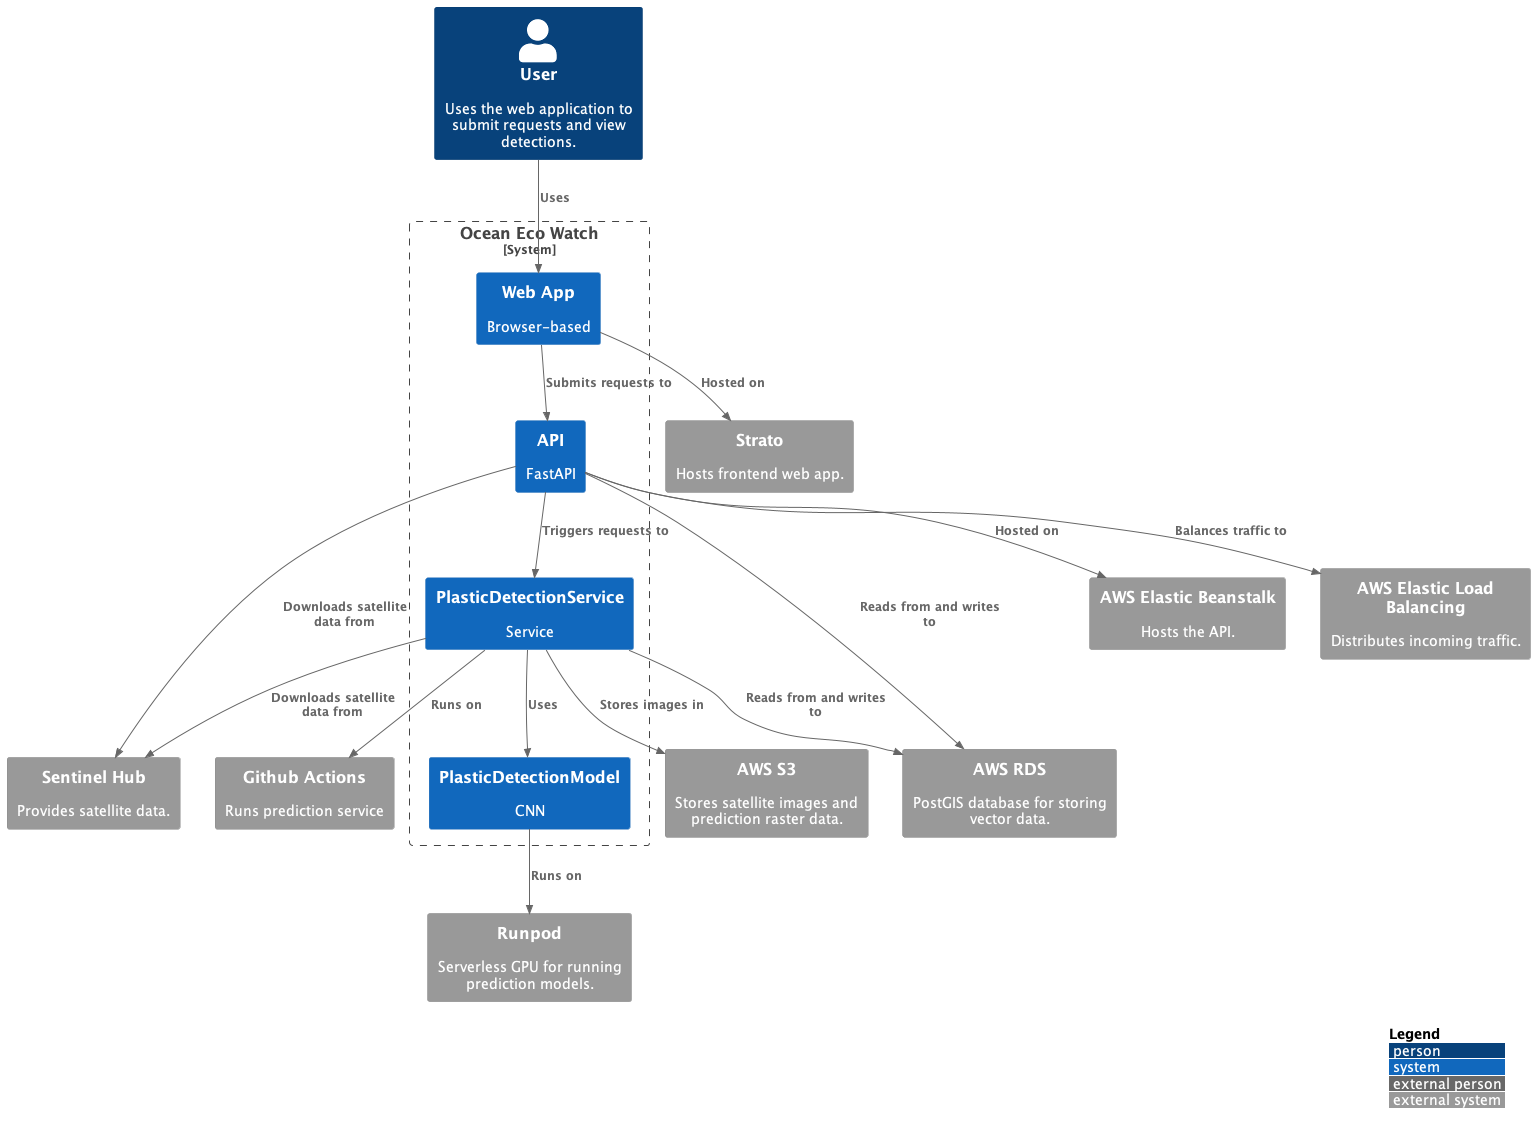 User
Uses the web application to
submit requests and view
detections.
Uses
Ocean Eco Watch
[System]
Web App
Browser-based
Submits requests to
Hosted on
API
FastAPI
Strato
Hosts frontend web app.
Triggers requests to
Hosted on
Balances traffic to
Downloads satellite
data from
Reads from and writes
to
PlasticDetectionService
Service
AWS Elastic Beanstalk
Hosts the API.
AWS Elastic Load
Balancing
Distributes incoming traffic.
Downloads satellite
data from
Runs on
Uses
Stores images in
Reads from and writes
to
Sentinel Hub
Provides satellite data.
Github Actions
Runs prediction service
PlasticDetectionModel
CNN
AWS S3
Stores satellite images and
prediction raster data.
AWS RDS
PostGIS database for storing
vector data.
Runs on
Runpod
Serverless GPU for running
prediction models.
Legend
person
system
external person
external system